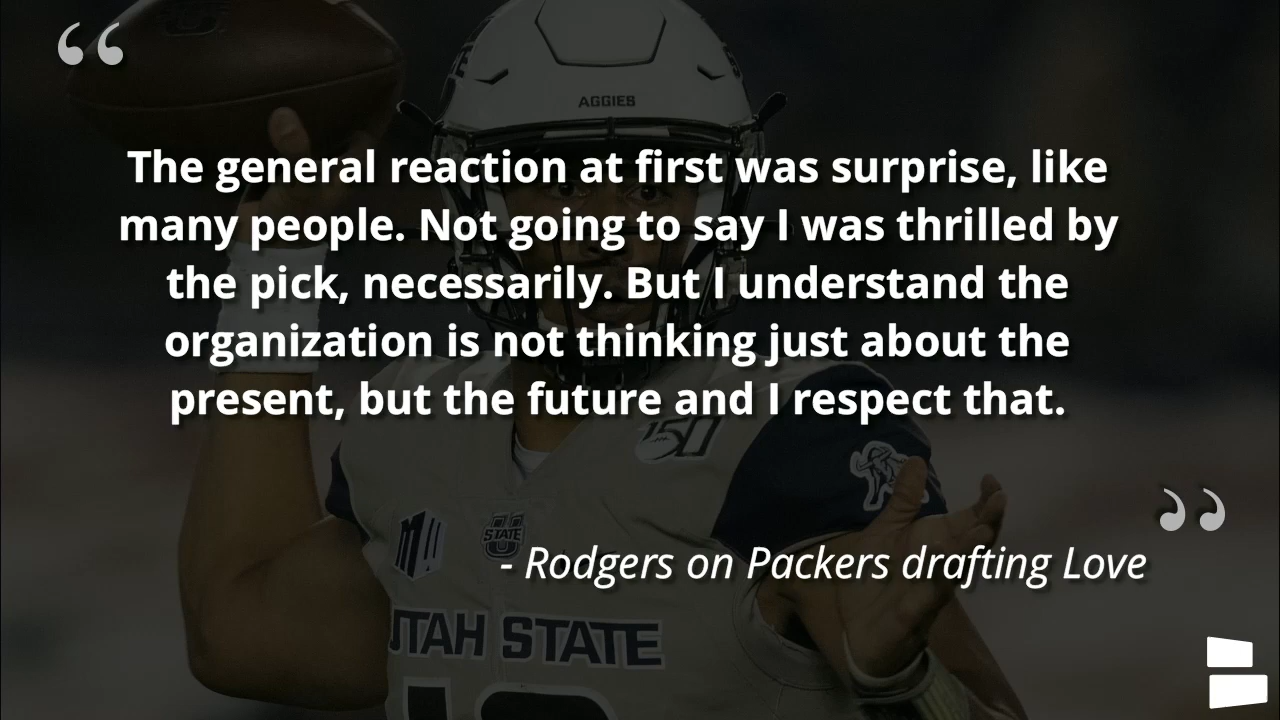 “
AGGIES
The general reaction at first was surprise, like
many people. Not going to say I was thrilled by
the pick, necessarily. But I understand the
organization is not thinking just about the
present, but the future and I respect that.
150
”
STATE
- Rodgers on Packers drafting Love
UTAH STATE